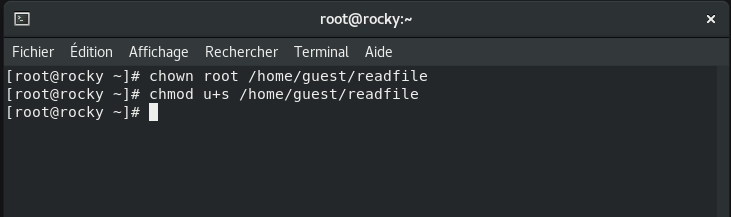 root@rocky:~
Fichier Édition Affichage Rechercher Terminal Aide
[root@rocky ~]# chown root /home/guest/readfile
[root@rocky ~]# chmod u+s /home/guest/readfile
[root@rocky ~]#